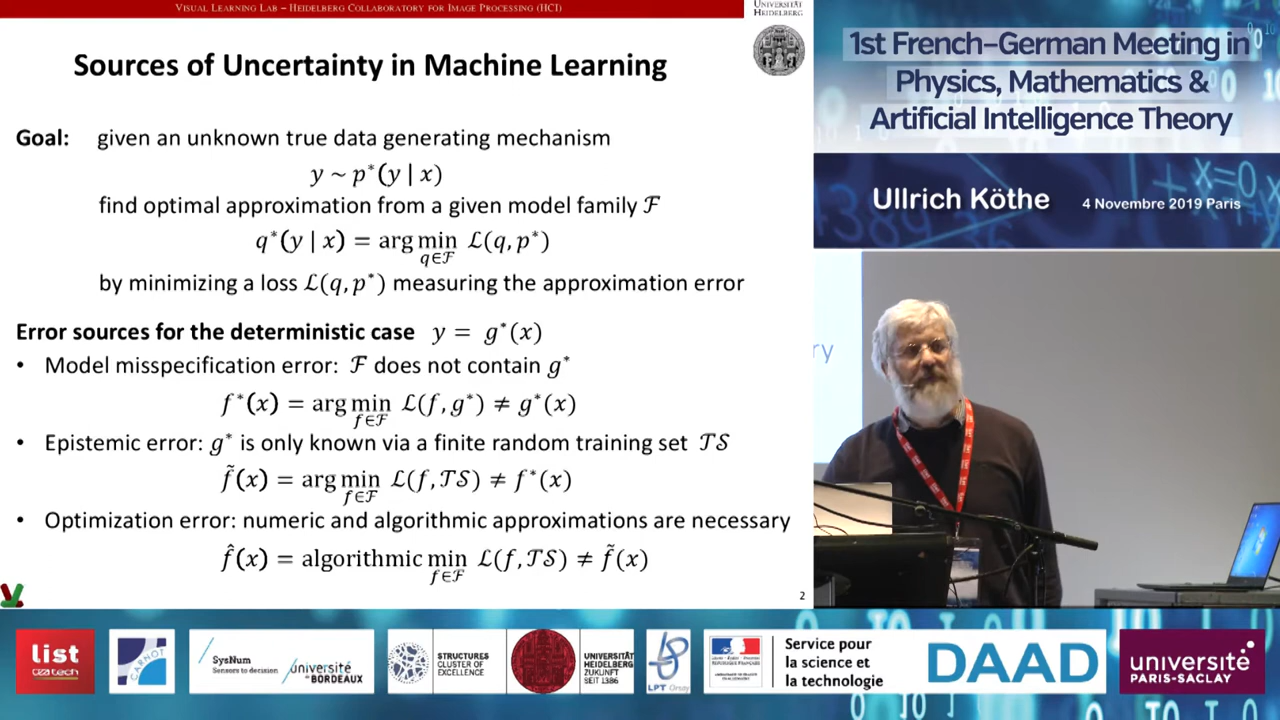 VISUAL LEARNING LAB – HEIDELBERG COLLABORATORY FOR IMAGE PROCESSING (HCI)
UNIVERSITÄT
HEIDELBERG
Sources of Uncertainty in Machine Learning
Goal: given an unknown true data generating mechanism
y ~ p*(y | x)
find optimal approximation from a given model family ℱ
q*(y | x) = arg min ℒ(q, p*)
q∈ℱ
by minimizing a loss ℒ(q, p*) measuring the approximation error
Error sources for the deterministic case y = g*(x)
• Model misspecification error: ℱ does not contain g*
f*(x) = arg min ℒ(f, g*) ≠ g*(x)
f∈ℱ
• Epistemic error: g* is only known via a finite random training set 𝒯𝒮
f̃(x) = arg min ℒ(f, 𝒯𝒮) ≠ f*(x)
f∈ℱ
• Optimization error: numeric and algorithmic approximations are necessary
f̂(x) = algorithmic min ℒ(f, 𝒯𝒮) ≠ f̃(x)
f∈ℱ
2
1st French–German Meeting in
Physics, Mathematics &
Artificial Intelligence Theory
Ullrich Köthe 4 Novembre 2019 Paris
ry
list
ceatech
CARNOT
SysNum
Sensors to decision
université
de BORDEAUX
STRUCTURES
CLUSTER OF
EXCELLENCE
UNIVERSITÄT
HEIDELBERG
ZUKUNFT
SEIT 1386
LPT Orsay
Service pour
la science et
la technologie
DAAD
université
PARIS-SACLAY